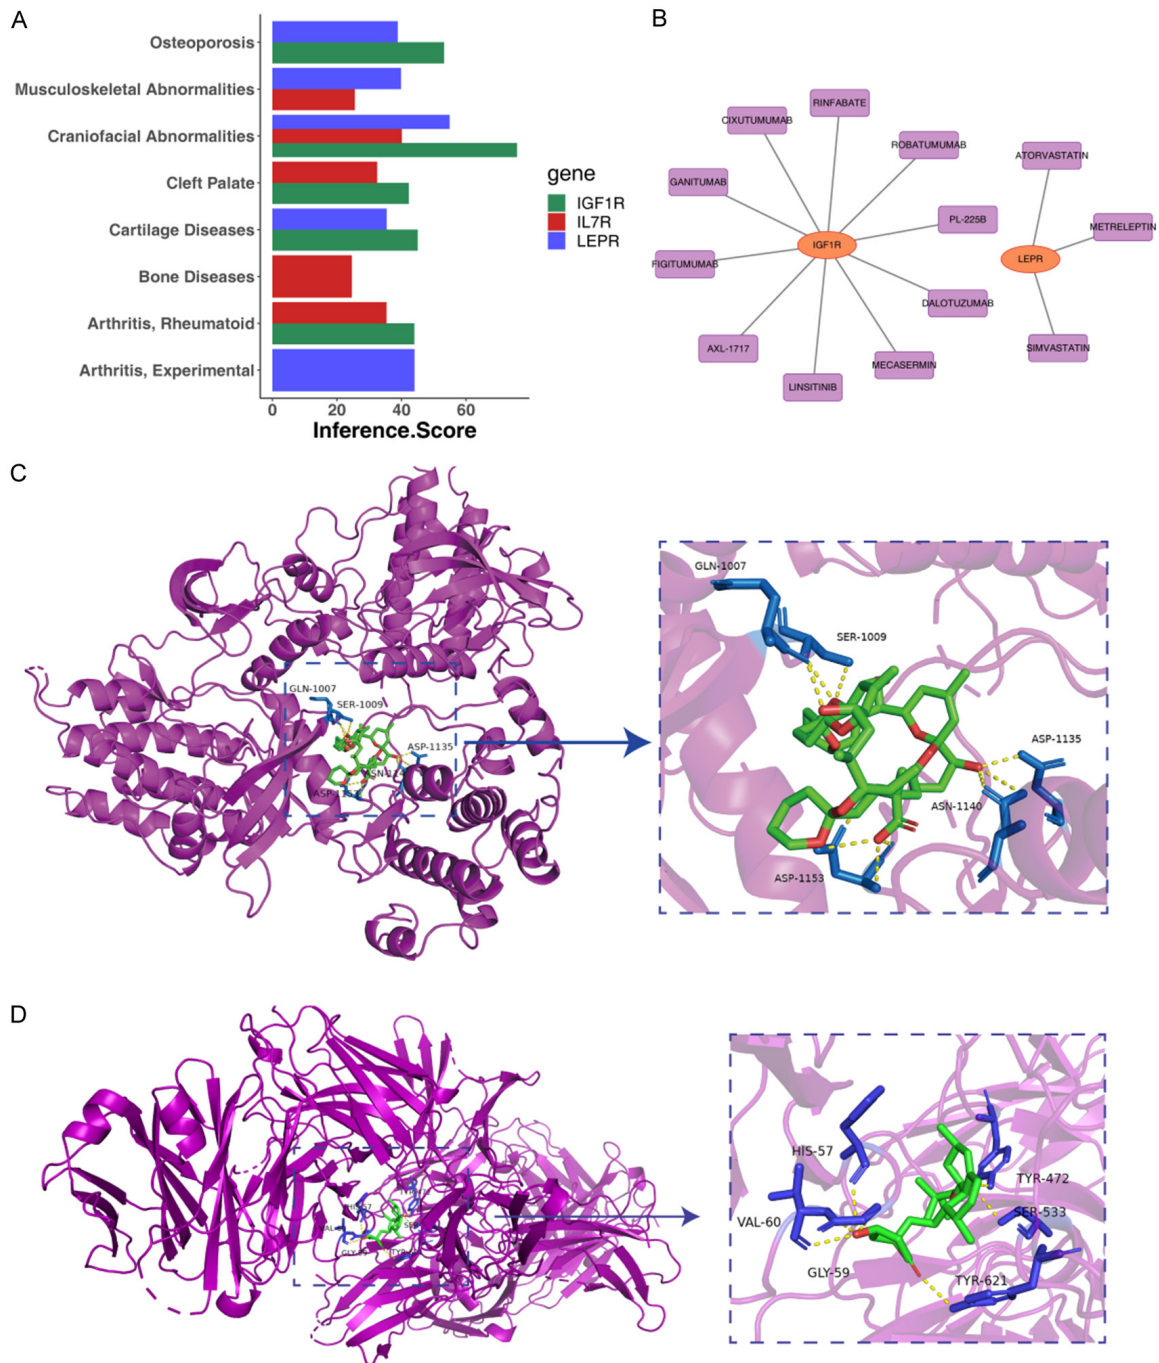 A
Osteoporosis
Musculoskeletal Abnormalities
Craniofacial Abnormalities
Cleft Palate
Cartilage Diseases
Bone Diseases
Arthritis, Rheumatoid
Arthritis, Experimental
0 20 40 60
Inference.Score
gene
IGF1R
IL7R
LEPR
B
RINFABATE
CIXUTUMUMAB
ROBATUMUMAB
GANITUMAB
PL-225B
IGF1R
FIGITUMUMAB
DALOTUZUMAB
AXL-1717
MECASERMIN
LINSITINIB
ATORVASTATIN
METRELEPTIN
LEPR
SIMVASTATIN
C
GLN-1007
SER-1009
ASP-1135
GLN-1007
SER-1009
ASP-1135
ASN-1140
ASP-1153
D
HIS-57
VAL-60
GLY-59
TYR-472
SER-533
TYR-621